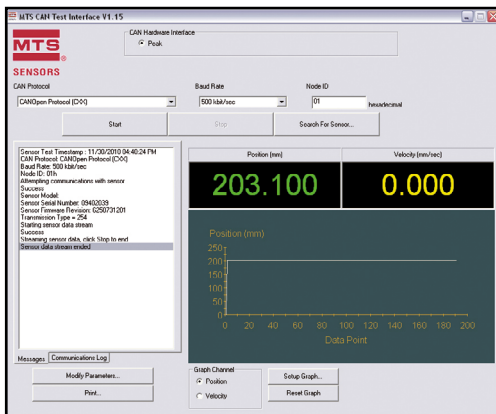 MTS CAN Test Interface V1.15
MTS
®
SENSORS
CAN Hardware Interface
Peak
CAN Protocol
Baud Rate
Node ID
CANOpen Protocol (CXX)
500 kbit/sec
01
hexadecimal
Start
Stop
Search For Sensor...
Sensor Test Timestamp : 11/30/2010 04:40:24 PM
CAN Protocol: CANOpen Protocol (CXX)
Baud Rate: 500 kbit/sec
Node ID: 01h
Attempting communications with sensor
Success
Sensor Model:
Sensor Serial Number: 09402039
Sensor Firmware Revision: G250731201
Transmission Type = 254
Starting sensor data stream
Success
Streaming sensor data, click Stop to end
Sensor data stream ended
Messages
Communications Log
Position (mm)
Velocity (mm/rec)
203.100
0.000
Position (mm)
250
200
150
100
50
0
0 20 40 60 80 100 120 140 160 180 200
Data Point
Modify Parameters...
Print...
Graph Channel
Position
Velocity
Setup Graph...
Reset Graph